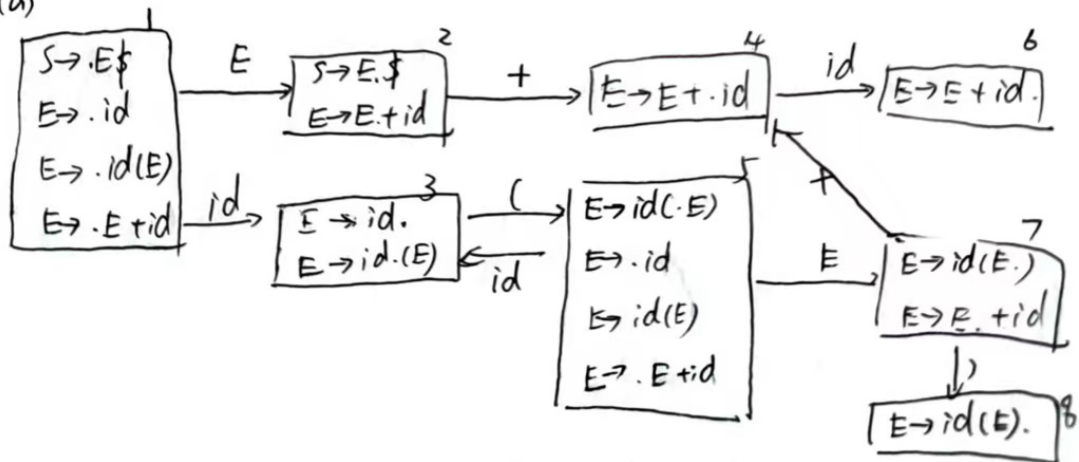 (a)
1
S→.E$
E→.id
E→.id(E)
E→.E+id
E
id
2
S→E.$
E→E.+id
+
4
E→E+.id
id
6
E→E+id.
3
E→id.
E→id.(E)
(
id
5
E→id(.E)
E→.id
E→id(E)
E→.E+id
E
+
7
E→id(E.)
E→E.+id
)
8
E→id(E).